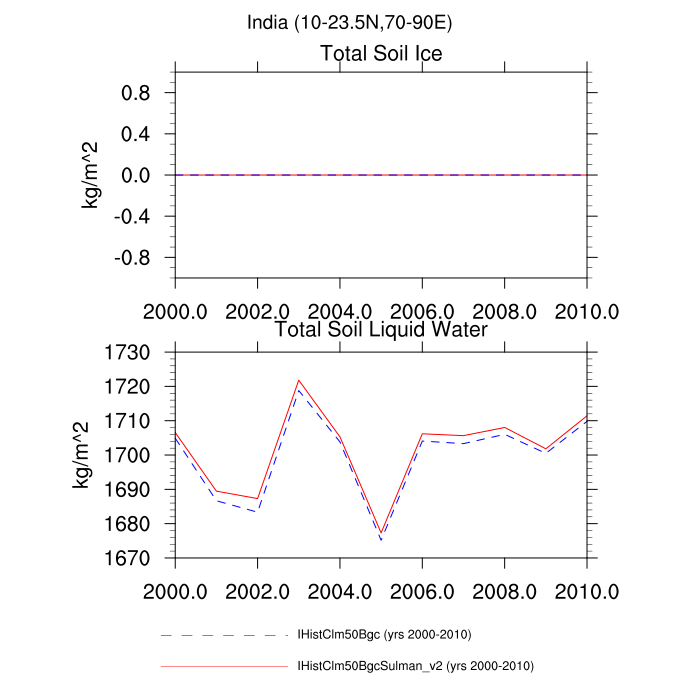 India (10-23.5N,70-90E)
Total Soil Ice
0.8
0.4
0.0
-0.4
-0.8
kg/m^2
2000.0 2002.0 2004.0 2006.0 2008.0 2010.0
Total Soil Liquid Water
1730
1720
1710
1700
1690
1680
1670
kg/m^2
2000.0 2002.0 2004.0 2006.0 2008.0 2010.0
IHistClm50Bgc (yrs 2000-2010)
IHistClm50BgcSulman_v2 (yrs 2000-2010)